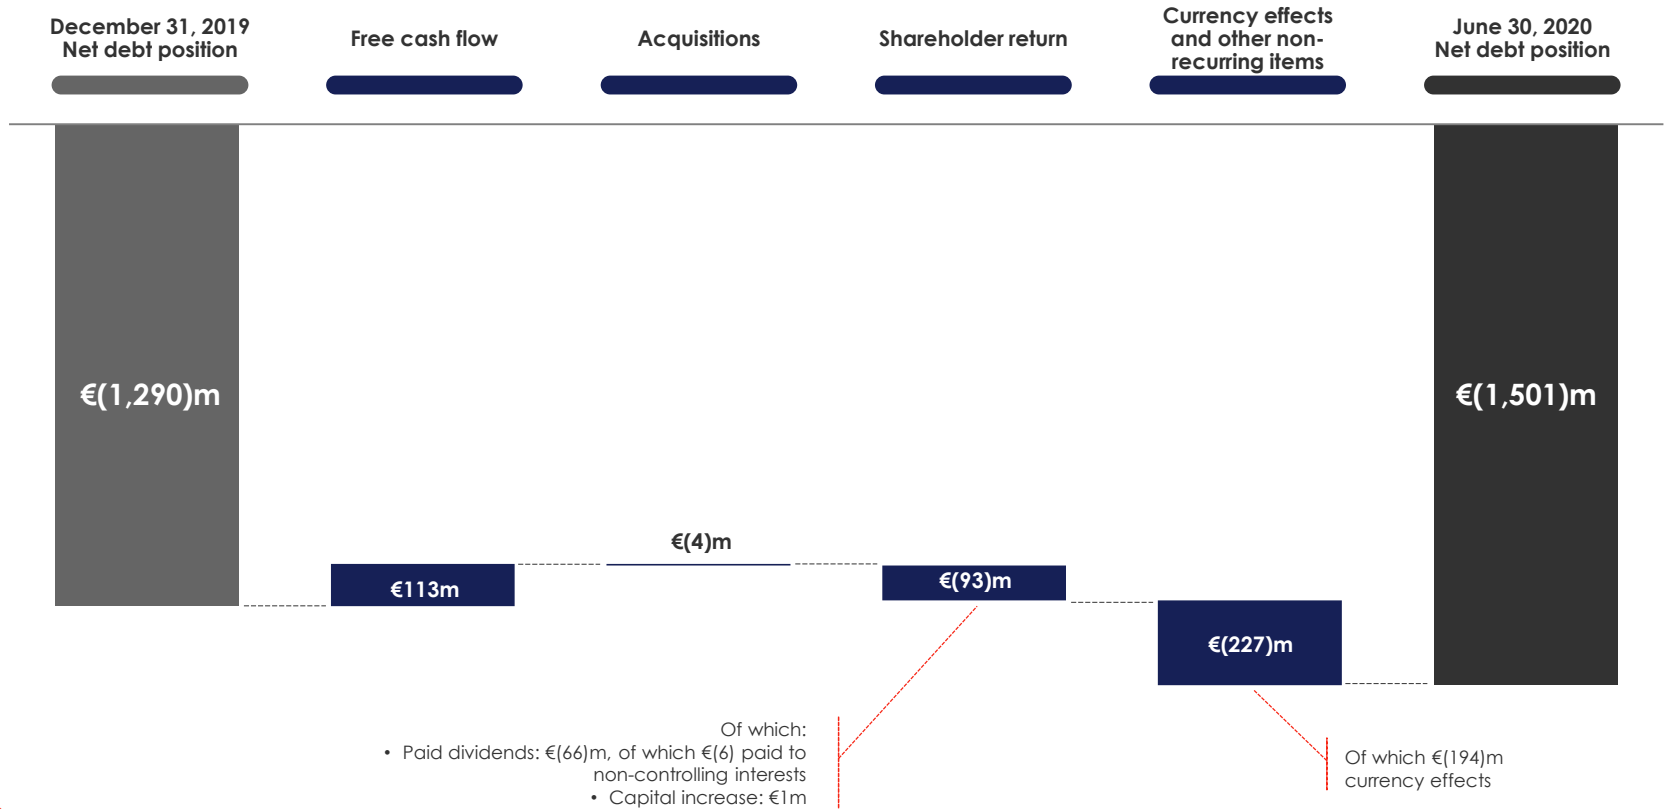 December 31, 2019
Net debt position
Free cash flow
Acquisitions
Shareholder return
Currency effects
and other non-
recurring items
June 30, 2020
Net debt position
€(1,290)m
€113m
€(4)m
€(93)m
€(227)m
€(1,501)m
Of which:
• Paid dividends: €(66)m, of which €(6) paid to
non-controlling interests
• Capital increase: €1m
Of which €(194)m
currency effects